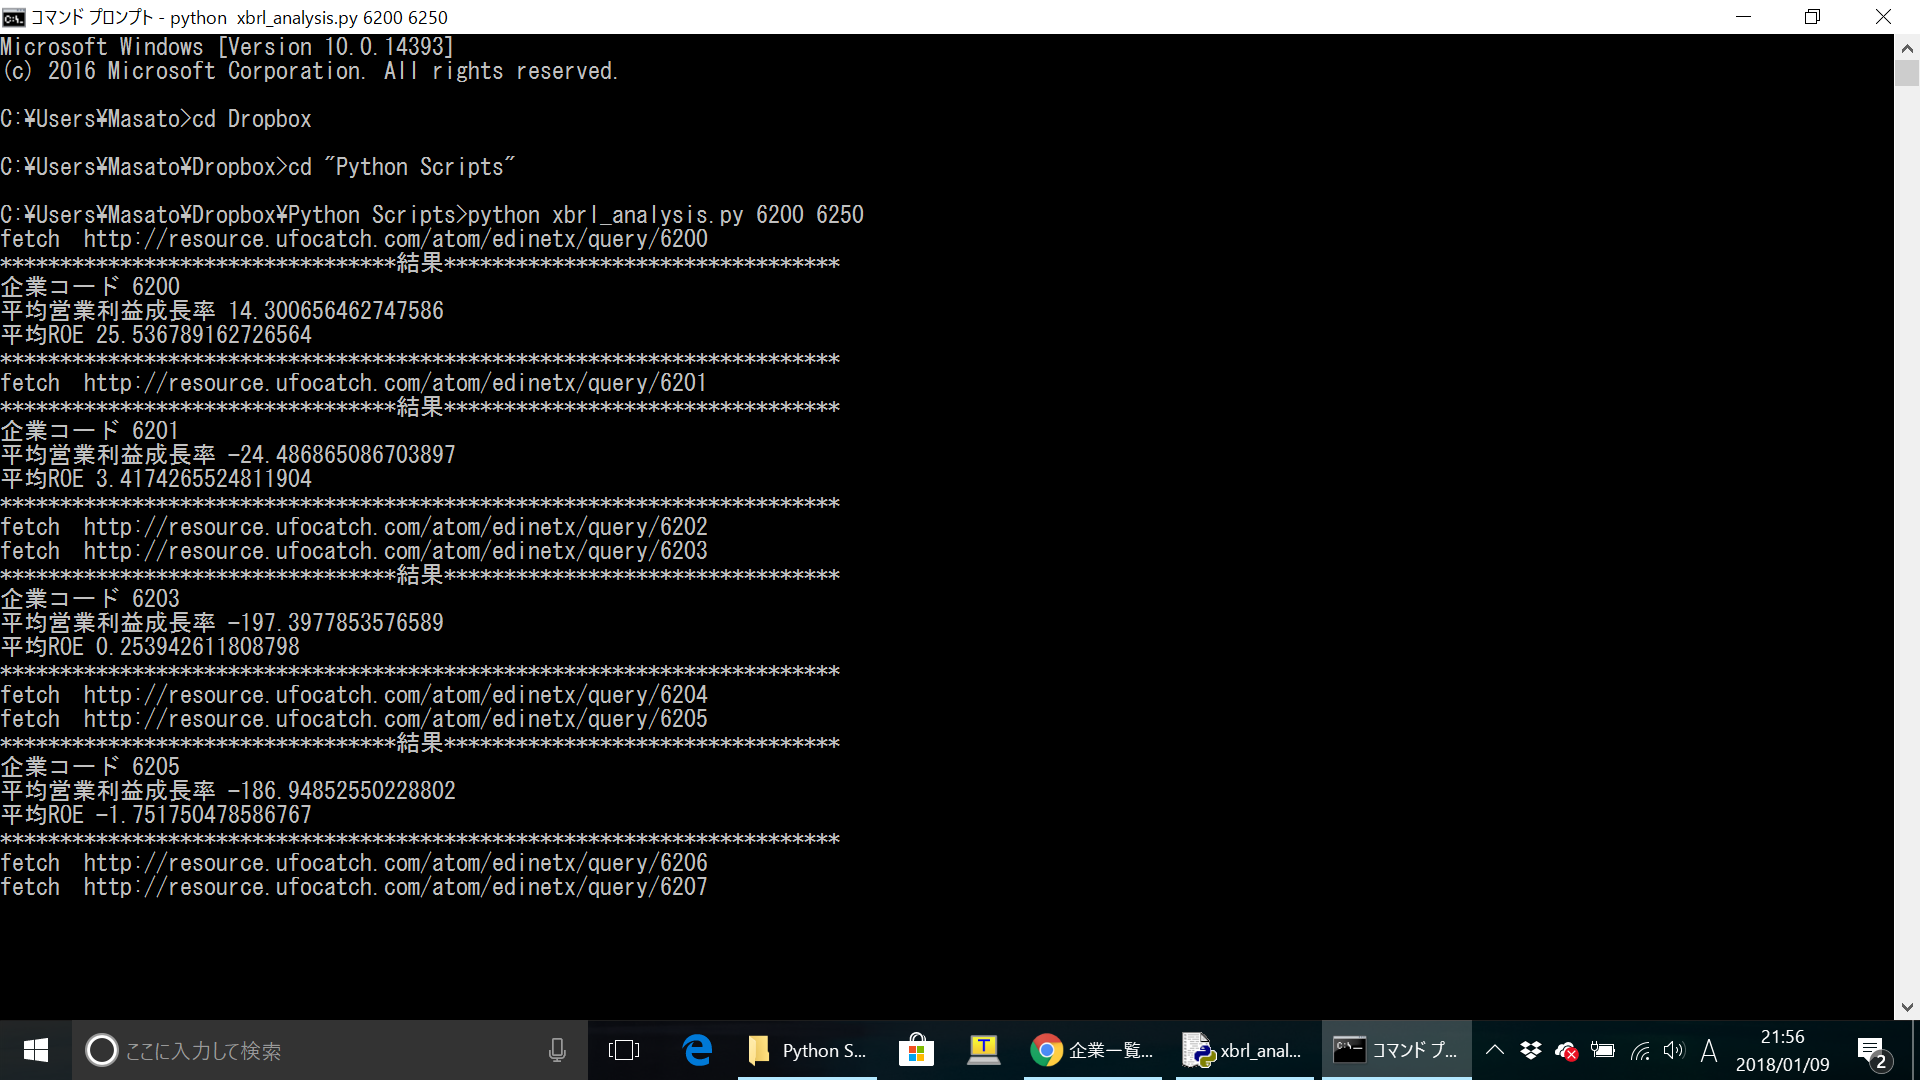 コマンド プロンプト - python  xbrl_analysis.py 6200 6250
Microsoft Windows [Version 10.0.14393]
(c) 2016 Microsoft Corporation. All rights reserved.
C:¥Users¥Masato>cd Dropbox
C:¥Users¥Masato¥Dropbox>cd "Python Scripts"
C:¥Users¥Masato¥Dropbox¥Python Scripts>python xbrl_analysis.py 6200 6250
fetch  http://resource.ufocatch.com/atom/edinetx/query/6200
*********************************結果*********************************
企業コード 6200
平均営業利益成長率 14.300656462747586
平均ROE 25.536789162726564
**********************************************************************
fetch  http://resource.ufocatch.com/atom/edinetx/query/6201
*********************************結果*********************************
企業コード 6201
平均営業利益成長率 -24.486865086703897
平均ROE 3.4174265524811904
**********************************************************************
fetch  http://resource.ufocatch.com/atom/edinetx/query/6202
fetch  http://resource.ufocatch.com/atom/edinetx/query/6203
*********************************結果*********************************
企業コード 6203
平均営業利益成長率 -197.3977853576589
平均ROE 0.253942611808798
**********************************************************************
fetch  http://resource.ufocatch.com/atom/edinetx/query/6204
fetch  http://resource.ufocatch.com/atom/edinetx/query/6205
*********************************結果*********************************
企業コード 6205
平均営業利益成長率 -186.94852550228802
平均ROE -1.751750478586767
**********************************************************************
fetch  http://resource.ufocatch.com/atom/edinetx/query/6206
fetch  http://resource.ufocatch.com/atom/edinetx/query/6207
ここに入力して検索
Python S...
T
企業一覧...
xbrl_anal...
コマンド プ...
A
21:56
2018/01/09
2